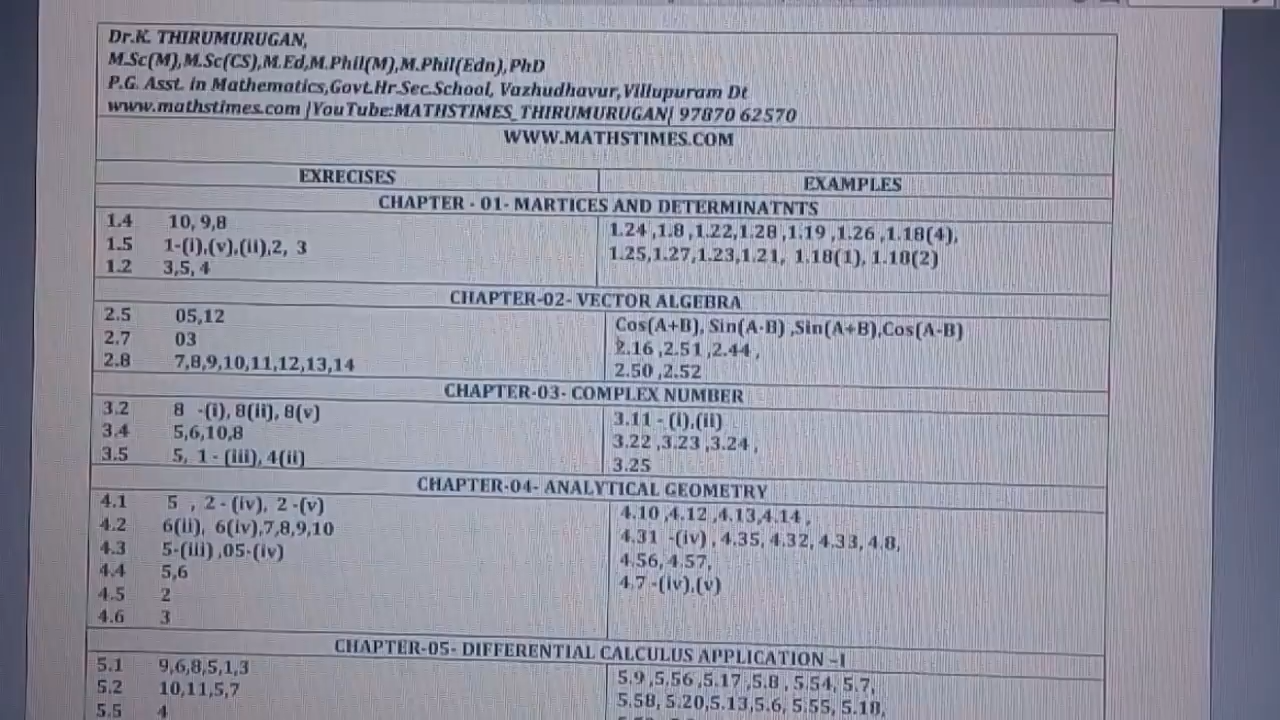 Dr.K. THIRUMURUGAN,
M.Sc(M),M.Sc(CS),M.Ed,M.Phil(M),M.Phil(Edn),PhD
P.G. Asst. in Mathematics,Govt.Hr.Sec.School, Vazhudhavur,Villupuram Dt
www.mathstimes.com |YouTube:MATHSTIMES_THIRUMURUGAN| 97870 62570
WWW.MATHSTIMES.COM
EXRECISES EXAMPLES
CHAPTER - 01- MARTICES AND DETERMINATNTS
1.4 10, 9,8
1.5 1-(i),(v),(ii),2, 3
1.2 3,5, 4
1.24 ,1.8 ,1.22,1.28 ,1.19 ,1.26 ,1.18(4),
1.25,1.27,1.23,1.21, 1.18(1), 1.18(2)
CHAPTER-02- VECTOR ALGEBRA
2.5 05,12
2.7 03
2.8 7,8,9,10,11,12,13,14
Cos(A+B), Sin(A-B) ,Sin(A+B),Cos(A-B)
2.16 ,2.51 ,2.44 ,
2.50 ,2.52
CHAPTER-03- COMPLEX NUMBER
3.2 8 -(i), 8(ii), 8(v)
3.4 5,6,10,8
3.5 5, 1 - (iii), 4(ii)
3.11 - (i),(ii)
3.22 ,3.23 ,3.24 ,
3.25
CHAPTER-04- ANALYTICAL GEOMETRY
4.1 5 , 2 - (iv), 2 -(v)
4.2 6(ii), 6(iv),7,8,9,10
4.3 5-(iii) ,05-(iv)
4.4 5,6
4.5 2
4.6 3
4.10 ,4.12 ,4.13,4.14 ,
4.31 -(iv) , 4.35, 4.32, 4.33, 4.8,
4.56, 4.57,
4.7 -(iv),(v)
CHAPTER-05- DIFFERENTIAL CALCULUS APPLICATION –I
5.1 9,6,8,5,1,3
5.2 10,11,5,7
5.5 4
5.9 ,5.56 ,5.17 ,5.8 , 5.54, 5.7,
5.58, 5.20,5.13,5.6, 5.55, 5.18,